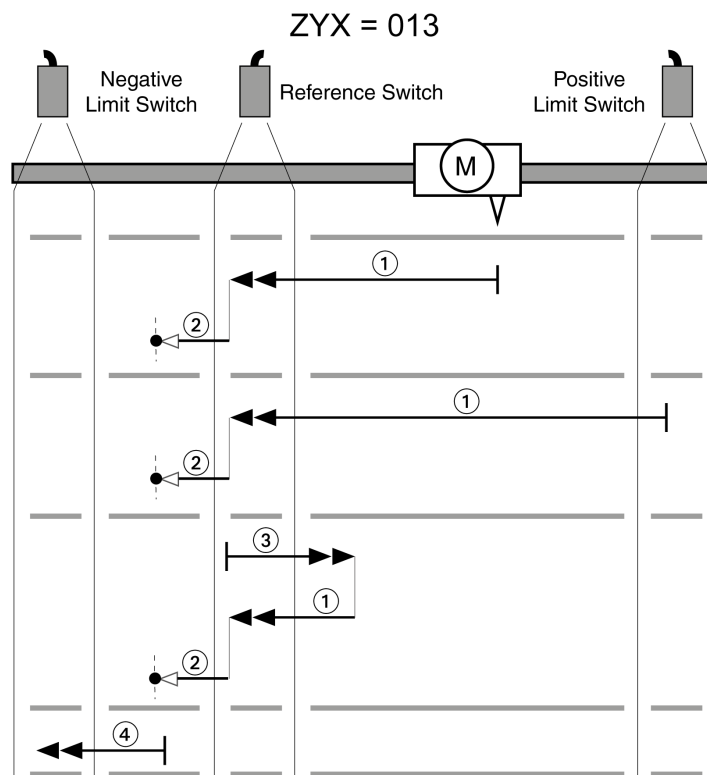 ZYX = 013
Negative
Limit Switch
Reference Switch
Positive
Limit Switch
M
1
2
1
2
3
1
2
4